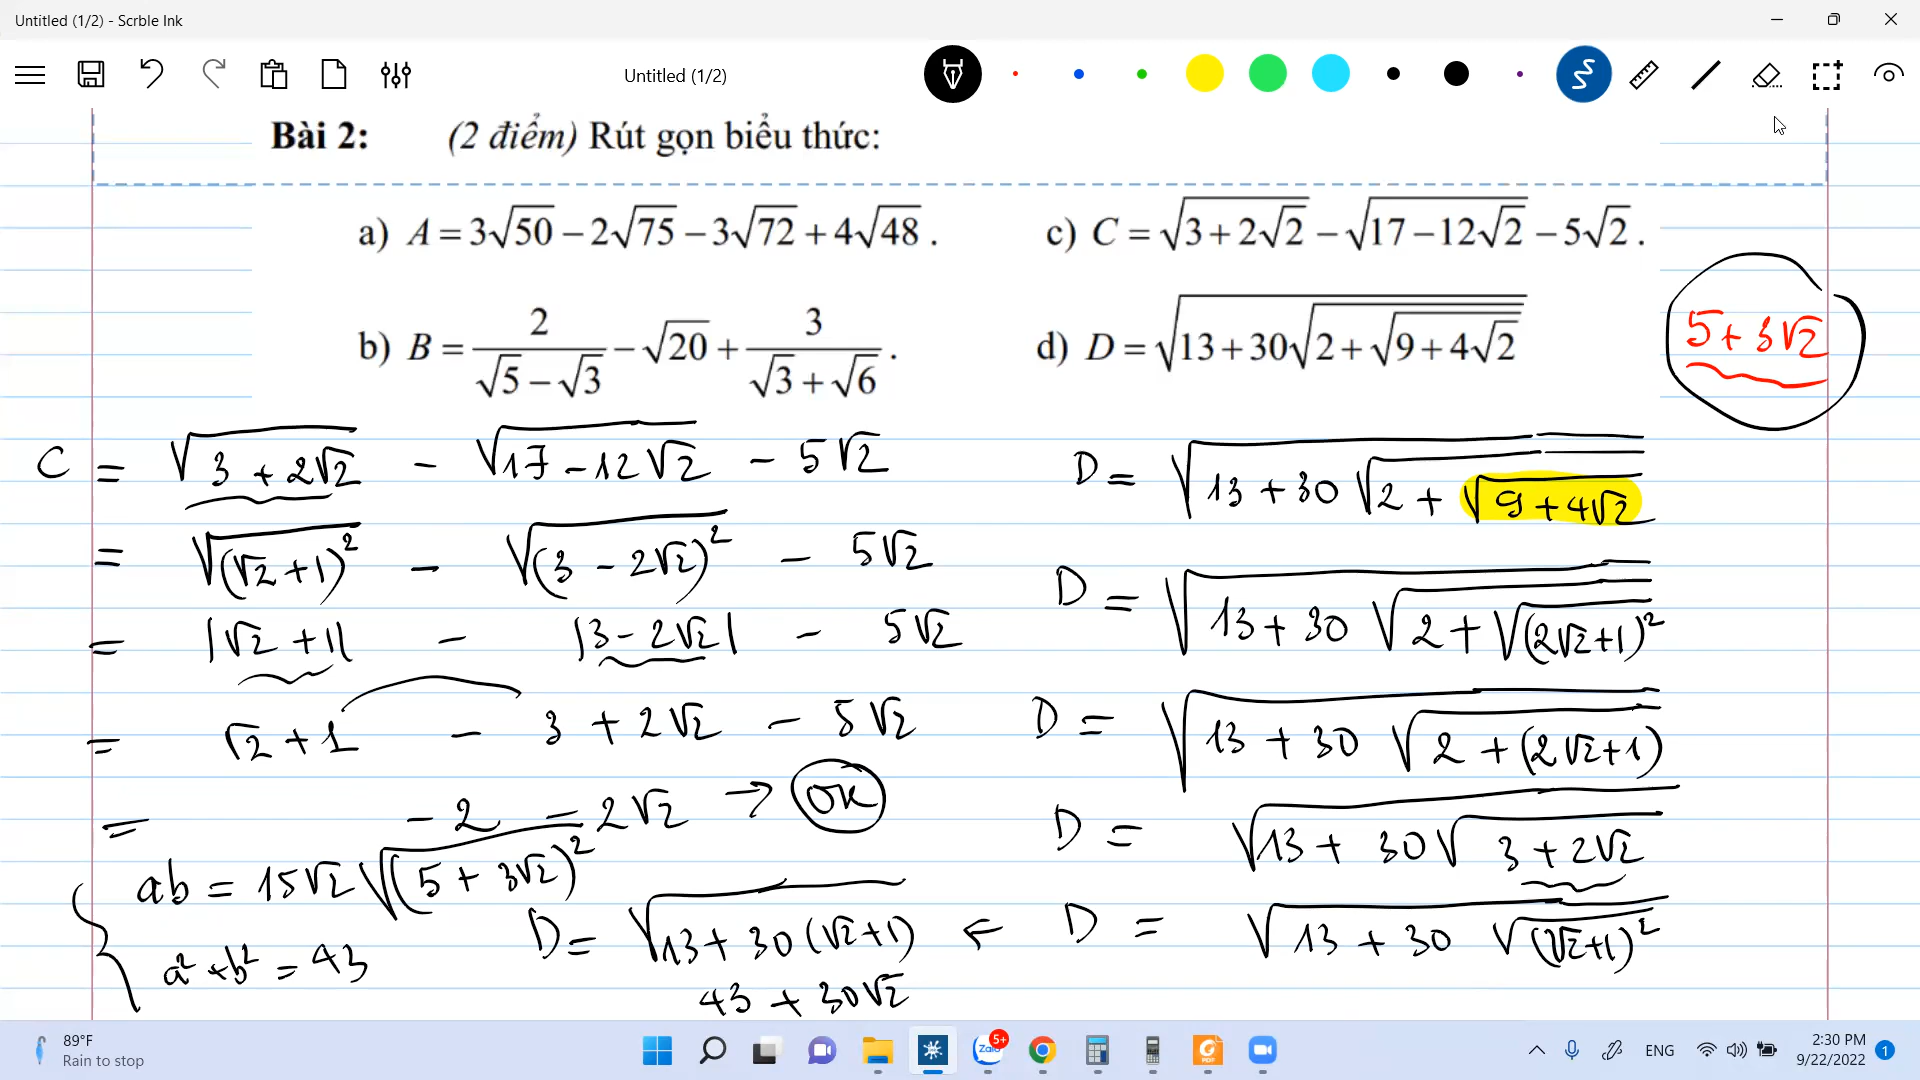 Untitled (1/2) - Scrble Ink
Untitled (1/2)
Bài 2: (2 điểm) Rút gọn biểu thức:
a) A = 3√50 − 2√75 − 3√72 + 4√48 .
c) C = √(3 + 2√2) − √(17 − 12√2) − 5√2 .
b) B = 2/(√5 − √3) − √20 + 3/(√3 + √6) .
d) D = √(13 + 30√(2 + √(9 + 4√2)))
5 + 3√2
C = √(3 + 2√2) − √(17 − 12√2) − 5√2
= √((√2 + 1)²) − √((3 − 2√2)²) − 5√2
= |√2 + 1| − |3 − 2√2| − 5√2
= √2 + 1 − 3 + 2√2 − 5√2
= − 2 − 2√2 → OK
ab = 15√2 √((5 + 3√2)²)
a² + b² = 43
D = √(13 + 30√(2 + √(9 + 4√2)))
D = √(13 + 30√(2 + √((2√2 + 1)²)))
D = √(13 + 30√(2 + (2√2 + 1)))
D = √(13 + 30√(3 + 2√2))
D = √(13 + 30√((√2 + 1)²))
D = √(13 + 30(√2 + 1)) ←
43 + 30√2
89°F
Rain to stop
Zalo
5+
PDF
ENG
2:30 PM
9/22/2022
1